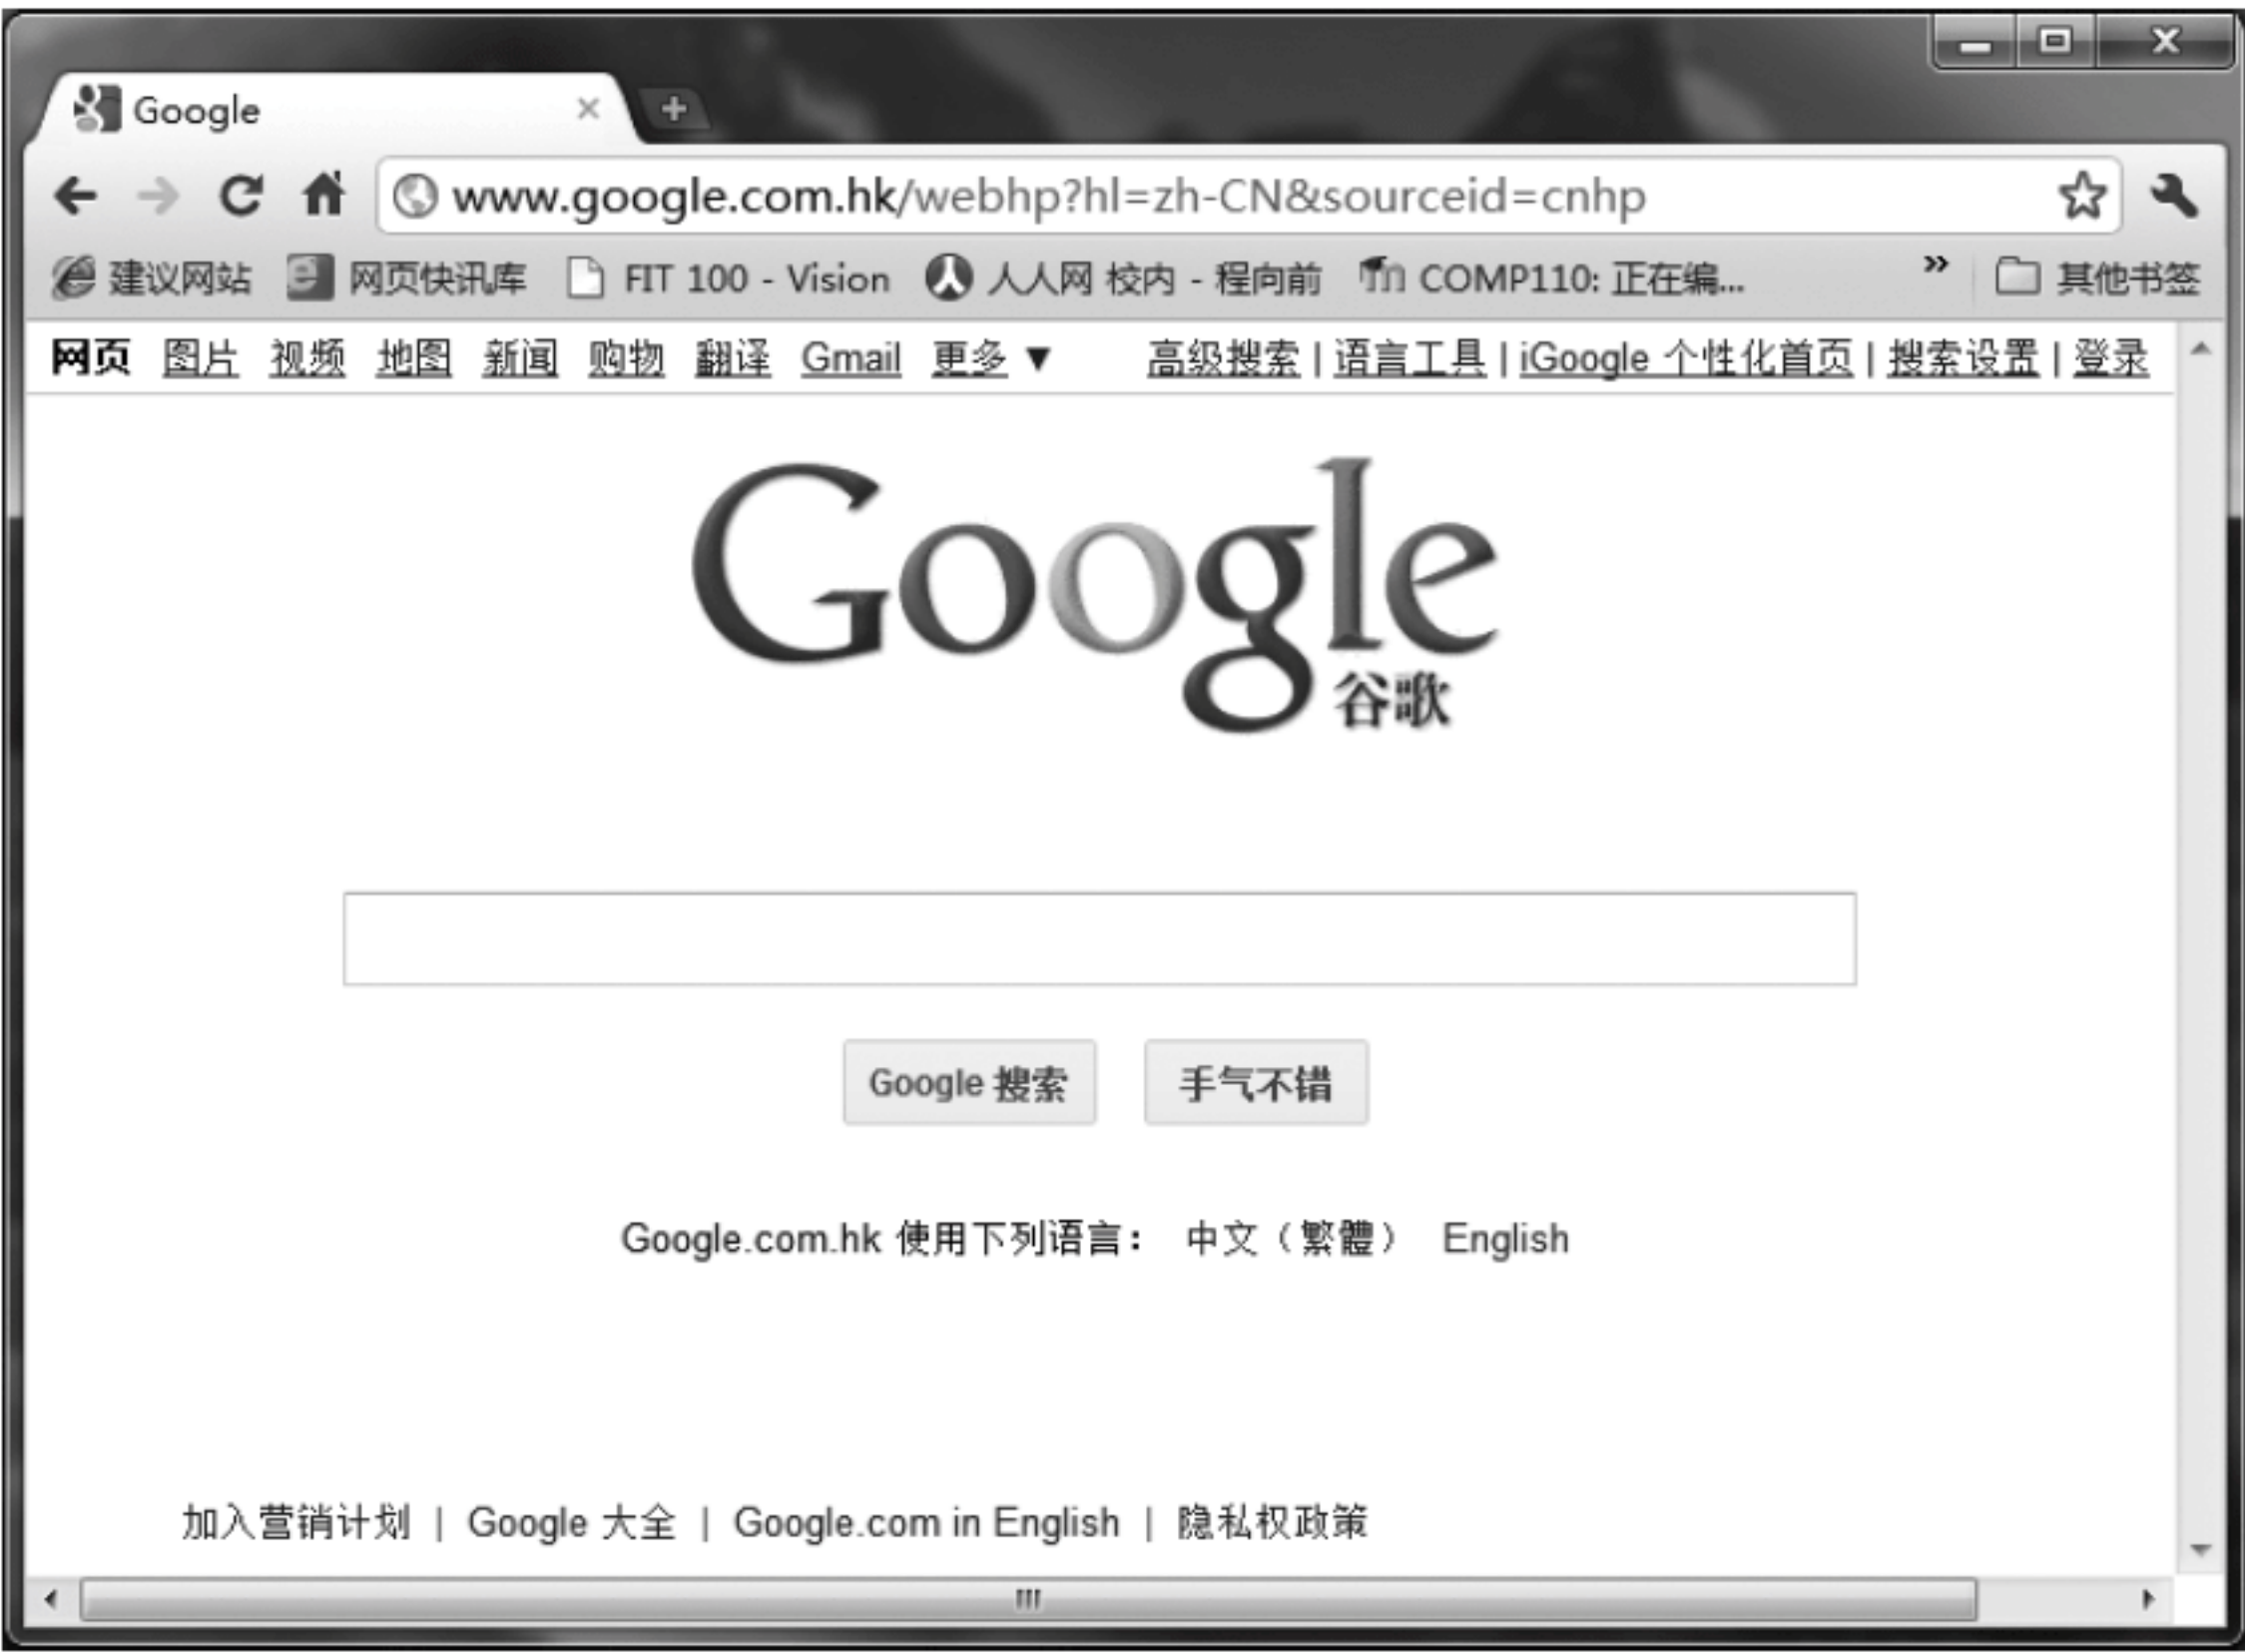 Google
www.google.com.hk/webhp?hl=zh-CN&sourceid=cnhp
建议网站 网页快讯库 FIT 100 - Vision 人人网 校内 - 程向前 COMP110: 正在编... » 其他书签
网页 图片 视频 地图 新闻 购物 翻译 Gmail 更多 ▼ 高级搜索 | 语言工具 | iGoogle 个性化首页 | 搜索设置 | 登录
Google
谷歌
Google 搜索 手气不错
Google.com.hk 使用下列语言： 中文（繁體） English
加入营销计划 | Google 大全 | Google.com in English | 隐私权政策